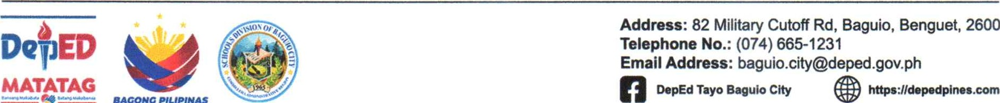 DepED
MATATAG
Bansang Makabata Batang Makabansa
BAGONG PILIPINAS
SCHOOLS DIVISION OF BAGUIO CITY
CORDILLERA ADMINISTRATIVE REGION
1963
Address: 82 Military Cutoff Rd, Baguio, Benguet, 2600
Telephone No.: (074) 665-1231
Email Address: baguio.city@deped.gov.ph
DepEd Tayo Baguio City
https://depedpines.com